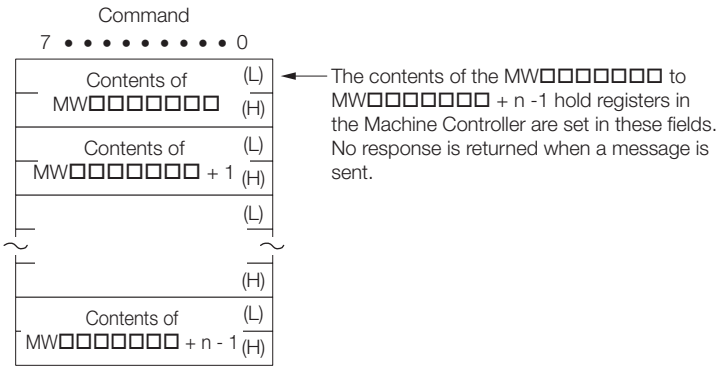 Command
7 • • • • • • • • • 0
Contents of (L)
MW□□□□□□□ (H)
Contents of (L)
MW□□□□□□□ + 1 (H)
(L)
(H)
Contents of (L)
MW□□□□□□□ + n - 1 (H)
The contents of the MW□□□□□□□ to
MW□□□□□□□ + n -1 hold registers in
the Machine Controller are set in these fields.
No response is returned when a message is
sent.